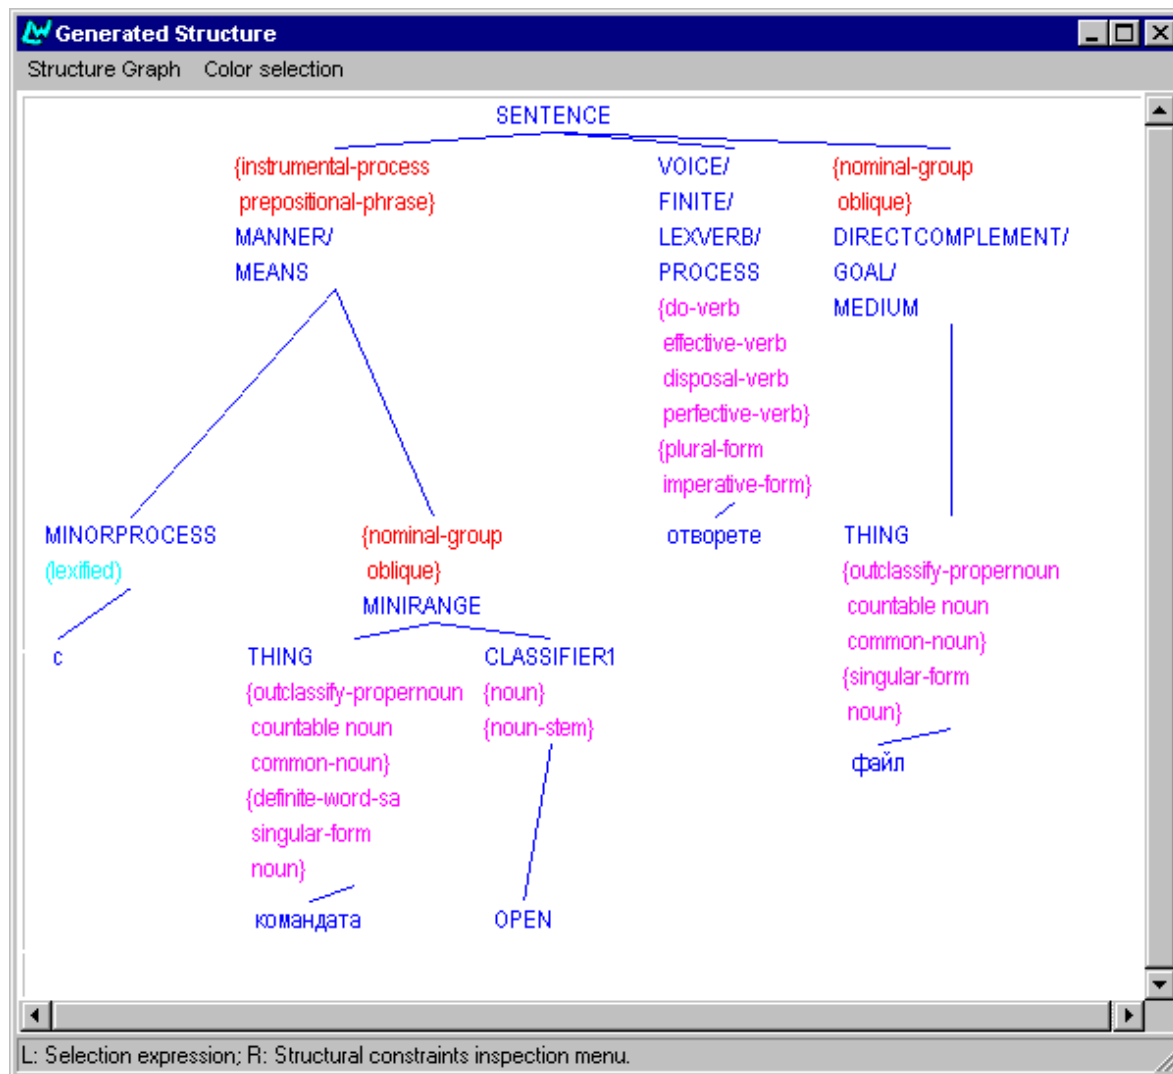 Generated Structure
Structure Graph Color selection
SENTENCE
{instrumental-process
prepositional-phrase}
MANNER/
MEANS
VOICE/
FINITE/
LEXVERB/
PROCESS
{do-verb
effective-verb
disposal-verb
perfective-verb}
{plural-form
imperative-form}
отворете
{nominal-group
oblique}
DIRECTCOMPLEMENT/
GOAL/
MEDIUM
MINORPROCESS
(lexified)
с
{nominal-group
oblique}
MINIRANGE
THING
{outclassify-propernoun
countable noun
common-noun}
{definite-word-sa
singular-form
noun}
командата
CLASSIFIER1
{noun}
{noun-stem}
OPEN
THING
{outclassify-propernoun
countable noun
common-noun}
{singular-form
noun}
файл
L: Selection expression; R: Structural constraints inspection menu.